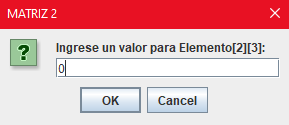 MATRIZ 2
?
Ingrese un valor para Elemento[2][3]:
0
OK Cancel